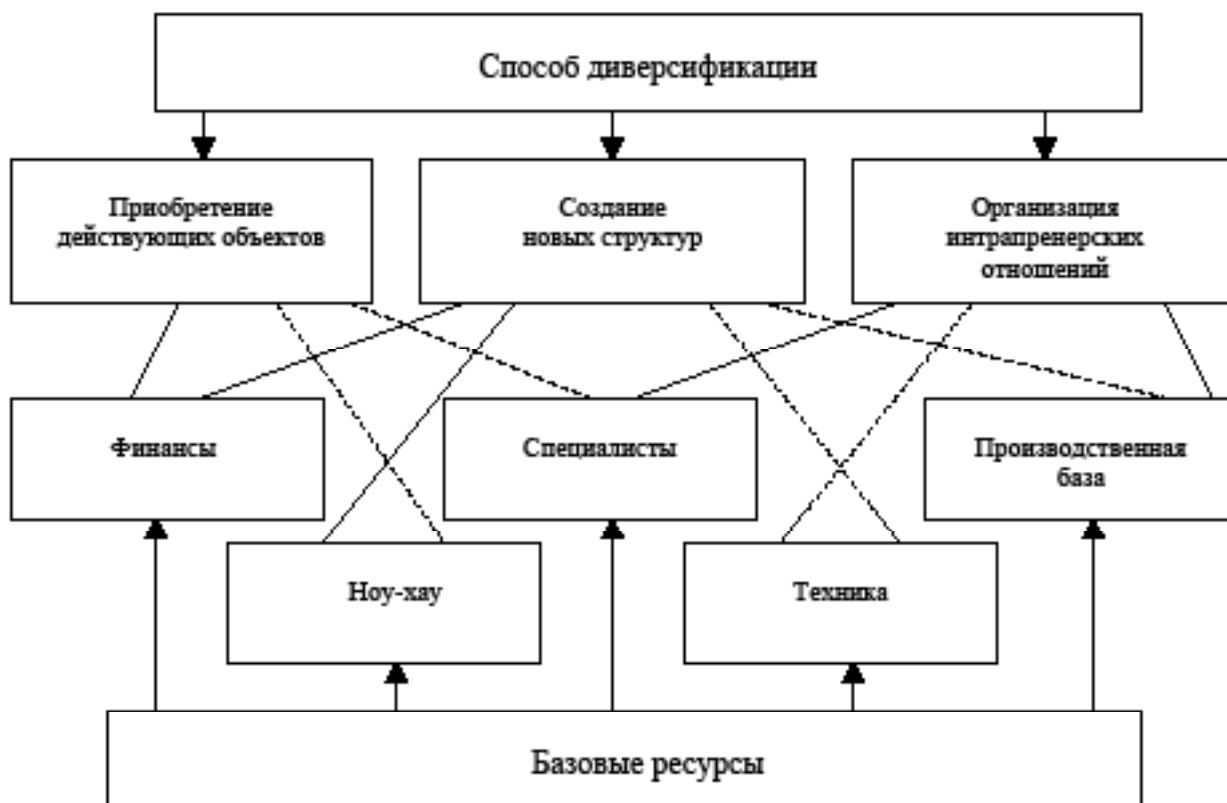 Способ диверсификации
Приобретение
действующих объектов
Создание
новых структур
Организация
интрапренерских
отношений
Финансы
Специалисты
Производственная
база
Ноу-хау
Техника
Базовые ресурсы